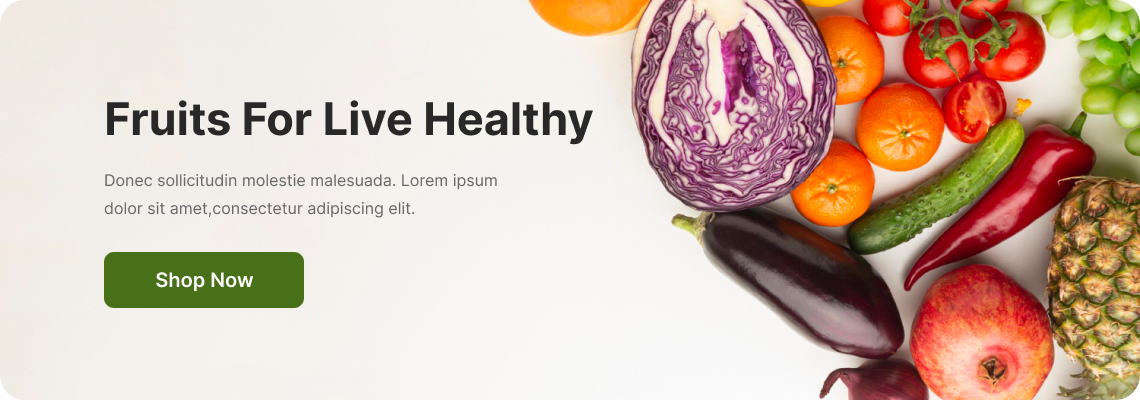 Fruits For Live Healthy
Donec sollicitudin molestie malesuada. Lorem ipsum
dolor sit amet,consectetur adipiscing elit.
Shop Now